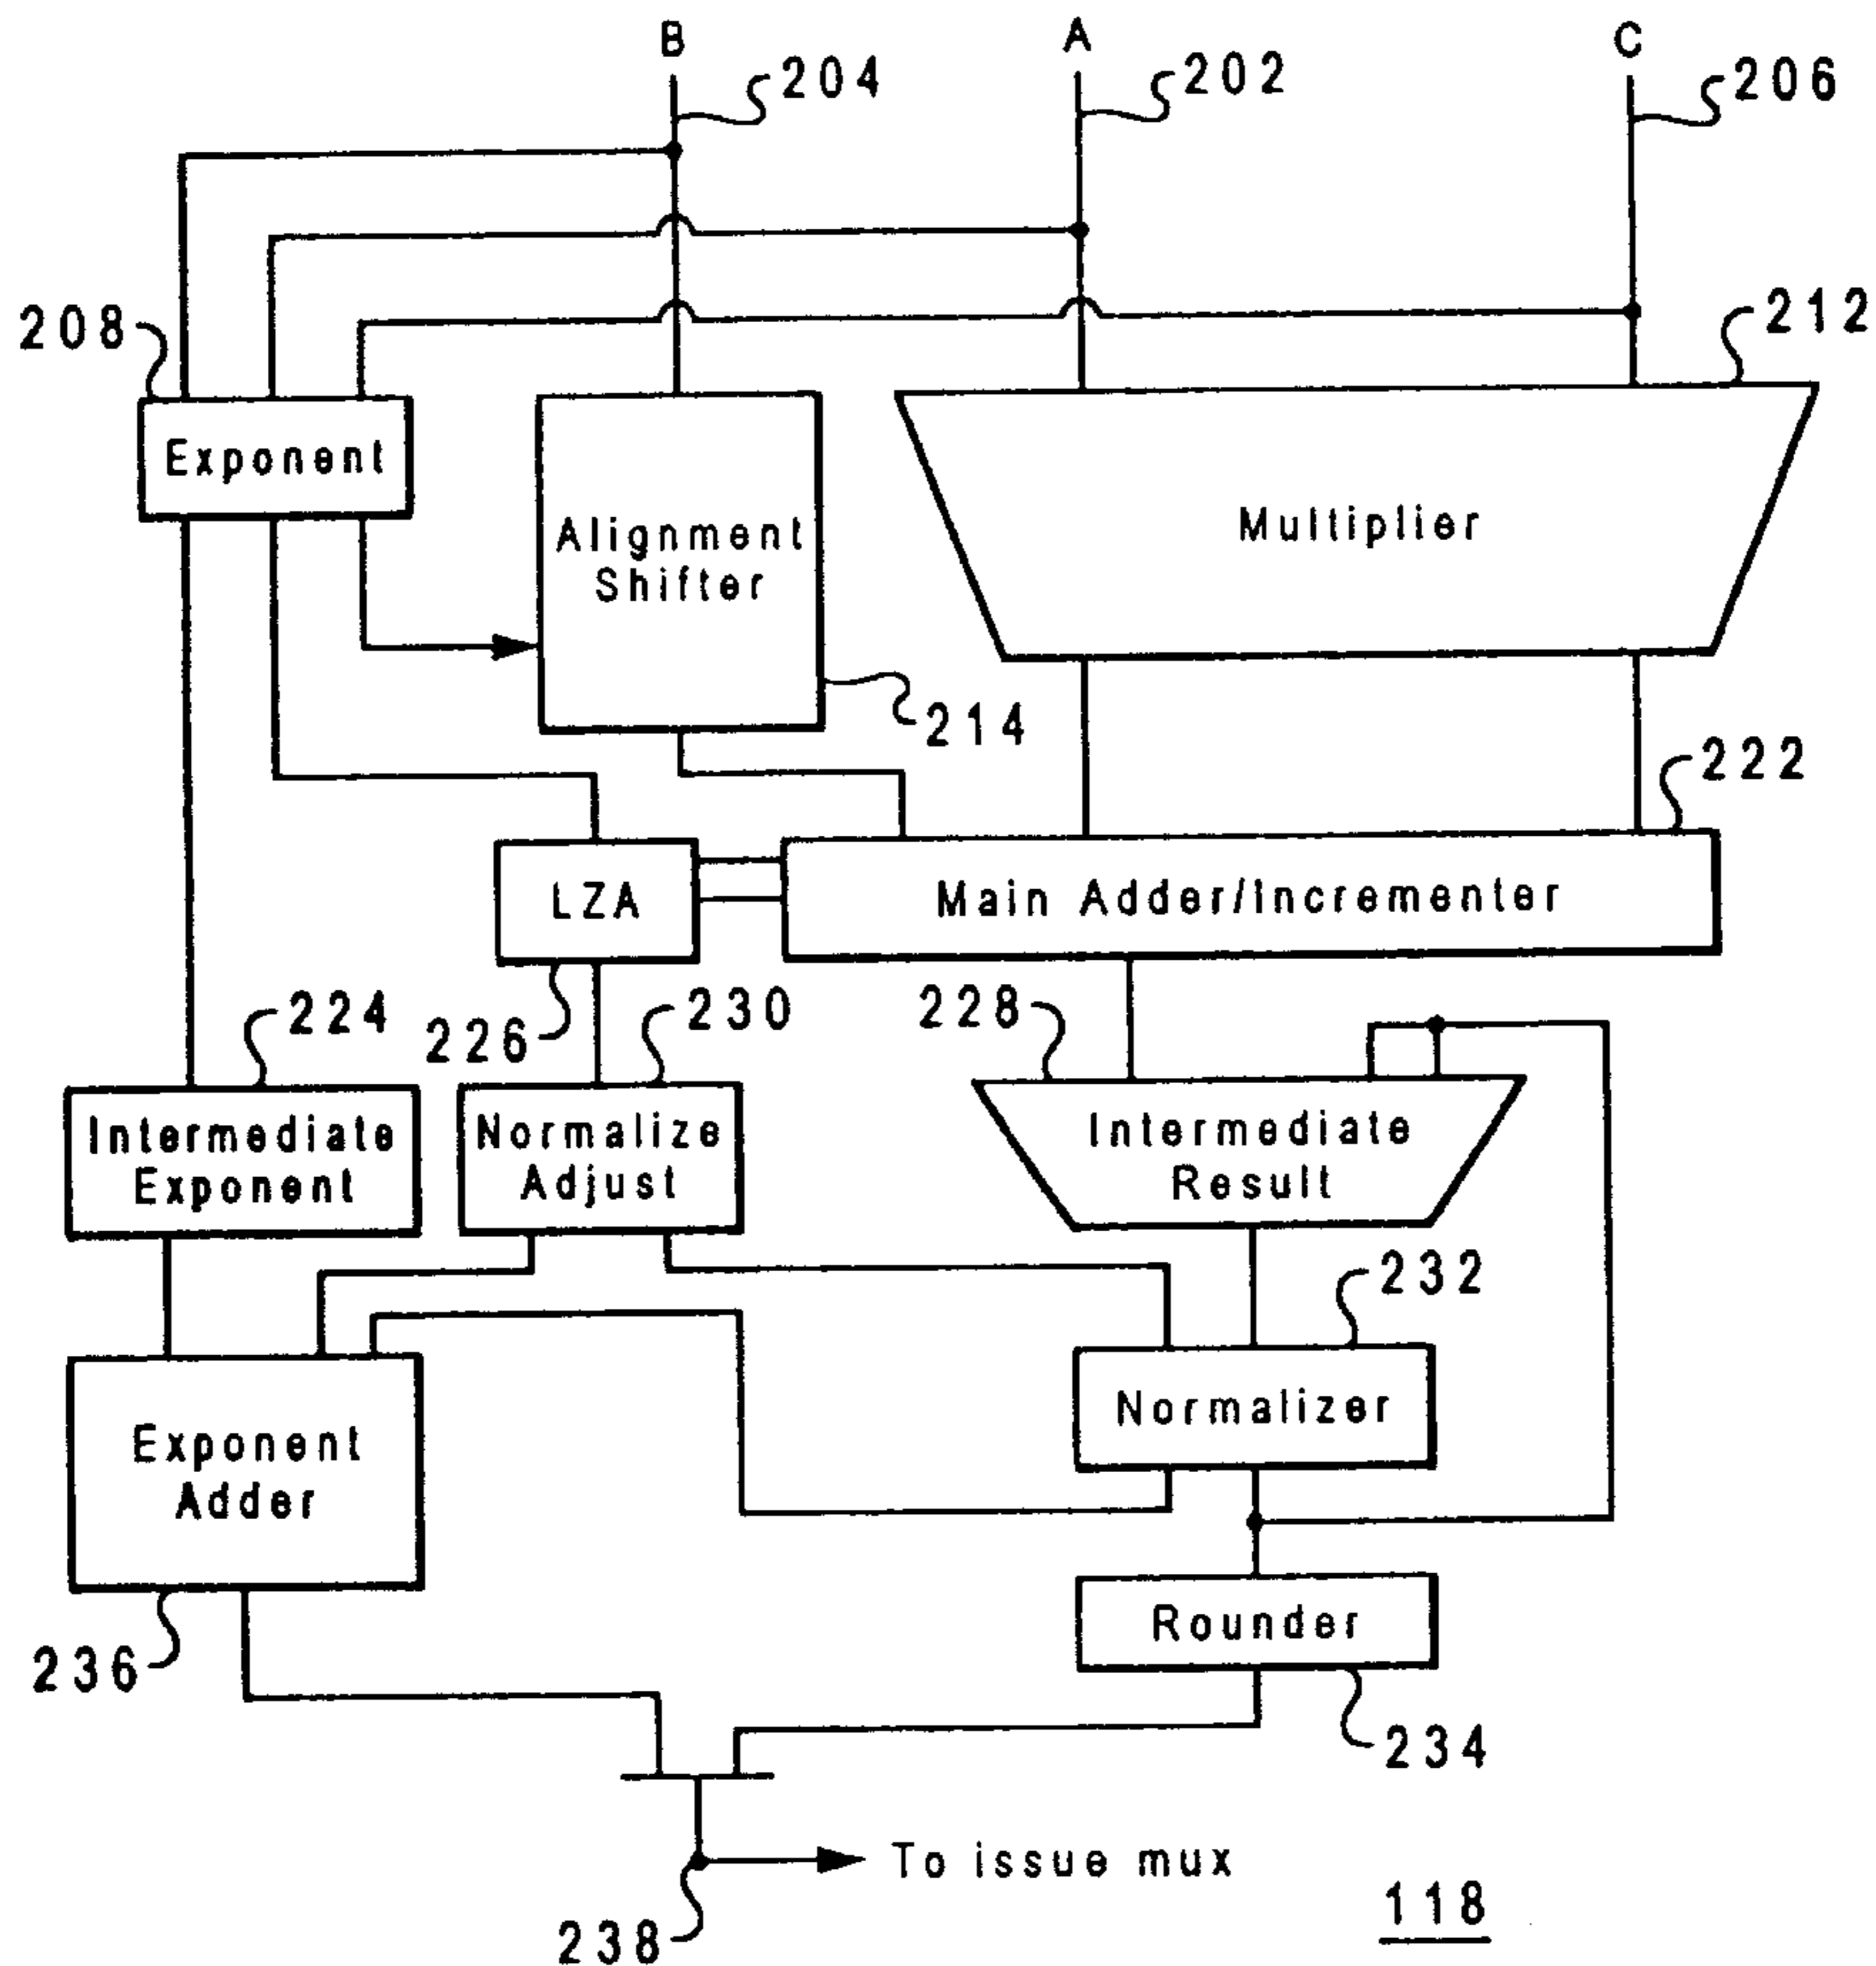 B
A
C
204
202
206
208
212
Exponent
Alignment
Shifter
Multiplier
214
222
LZA
Main Adder/Incrementer
224
226
230
228
Intermediate
Exponent
Normalize
Adjust
Intermediate
Result
232
Exponent
Adder
Normalizer
236
Rounder
234
To issue mux
238
118